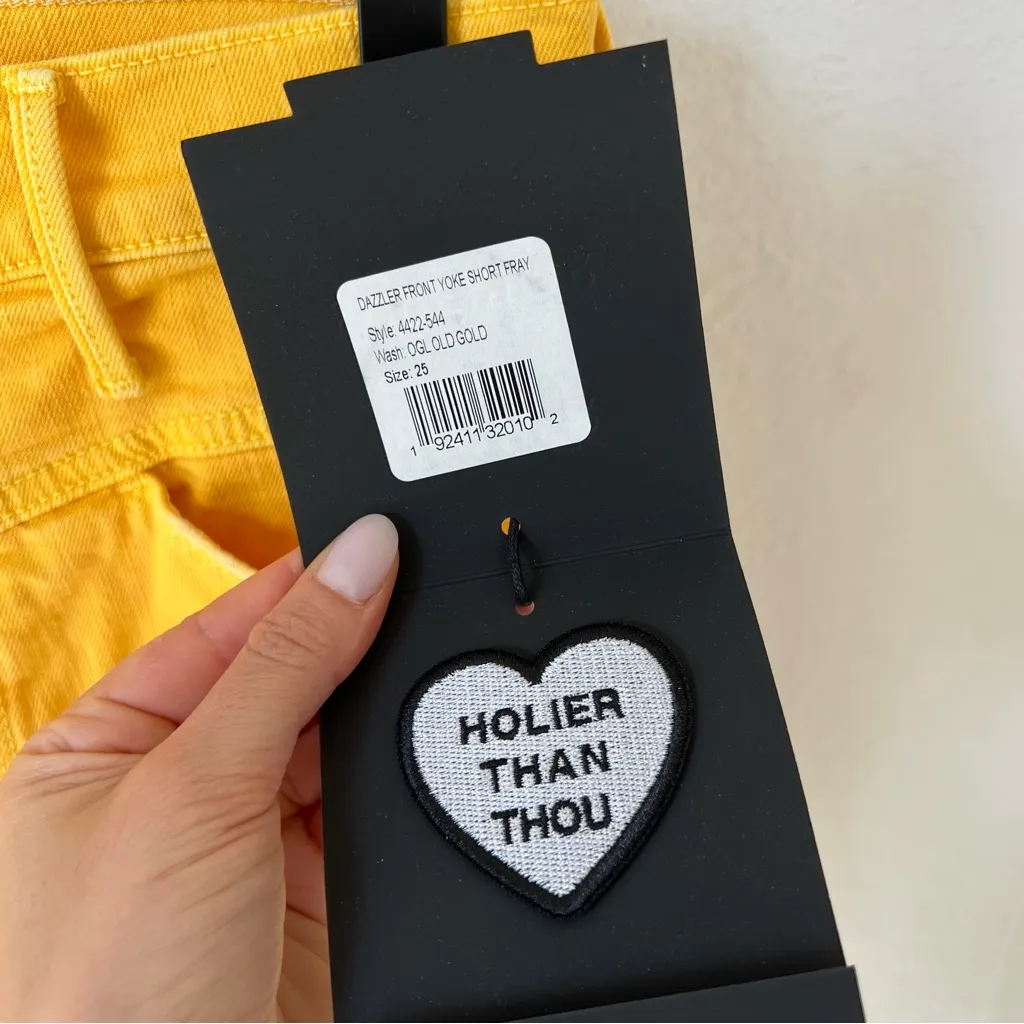 DAZZLER FRONT YOKE SHORT FRAY
Style: 4422-544
Wash: OGL OLD GOLD
Size: 25
1 92411 32010 2
HOLIER
THAN
THOU